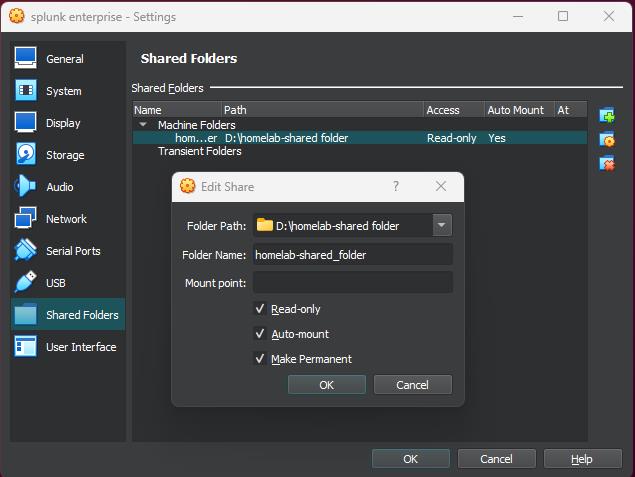 splunk enterprise - Settings
General
System
Display
Storage
Audio
Network
Serial Ports
USB
Shared Folders
User Interface
Shared Folders
Shared Folders
Name Path Access Auto Mount At
Machine Folders
hom...er D:\homelab-shared folder Read-only Yes
Transient Folders
Edit Share ?
Folder Path: D:\homelab-shared folder
Folder Name: homelab-shared_folder
Mount point:
Read-only
Auto-mount
Make Permanent
OK Cancel
OK Cancel Help